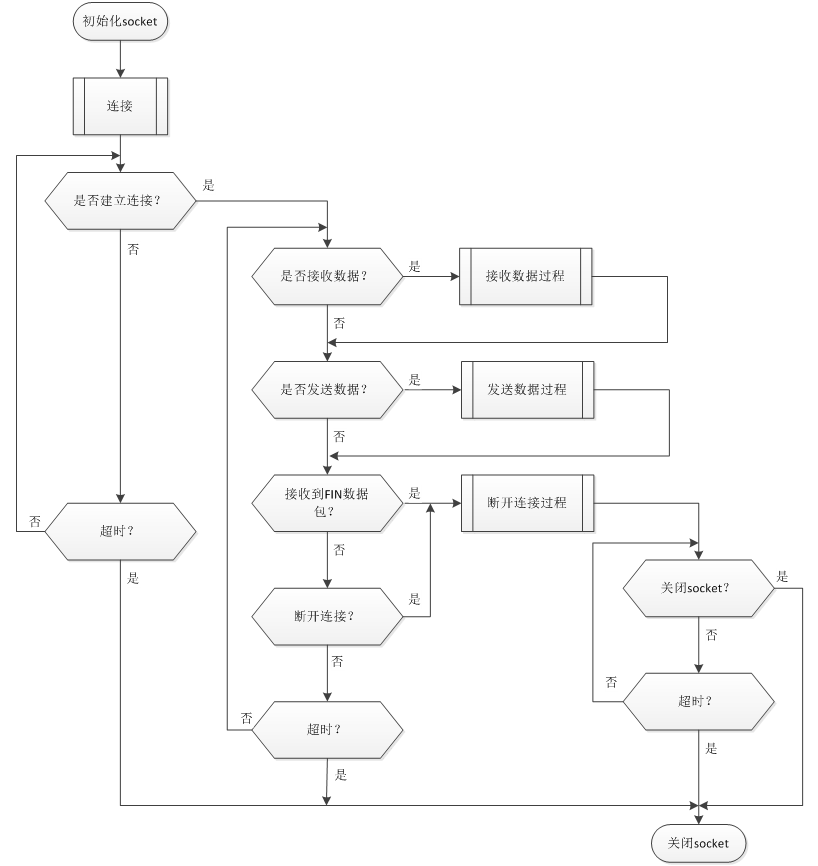 初始化socket
连接
是否建立连接？
是
否
是否接收数据？
是
接收数据过程
否
是否发送数据？
是
发送数据过程
否
接收到FIN数据
包？
是
断开连接过程
否
超时？
否
是
断开连接？
是
否
关闭socket？
是
否
超时？
否
是
超时？
否
是
关闭socket